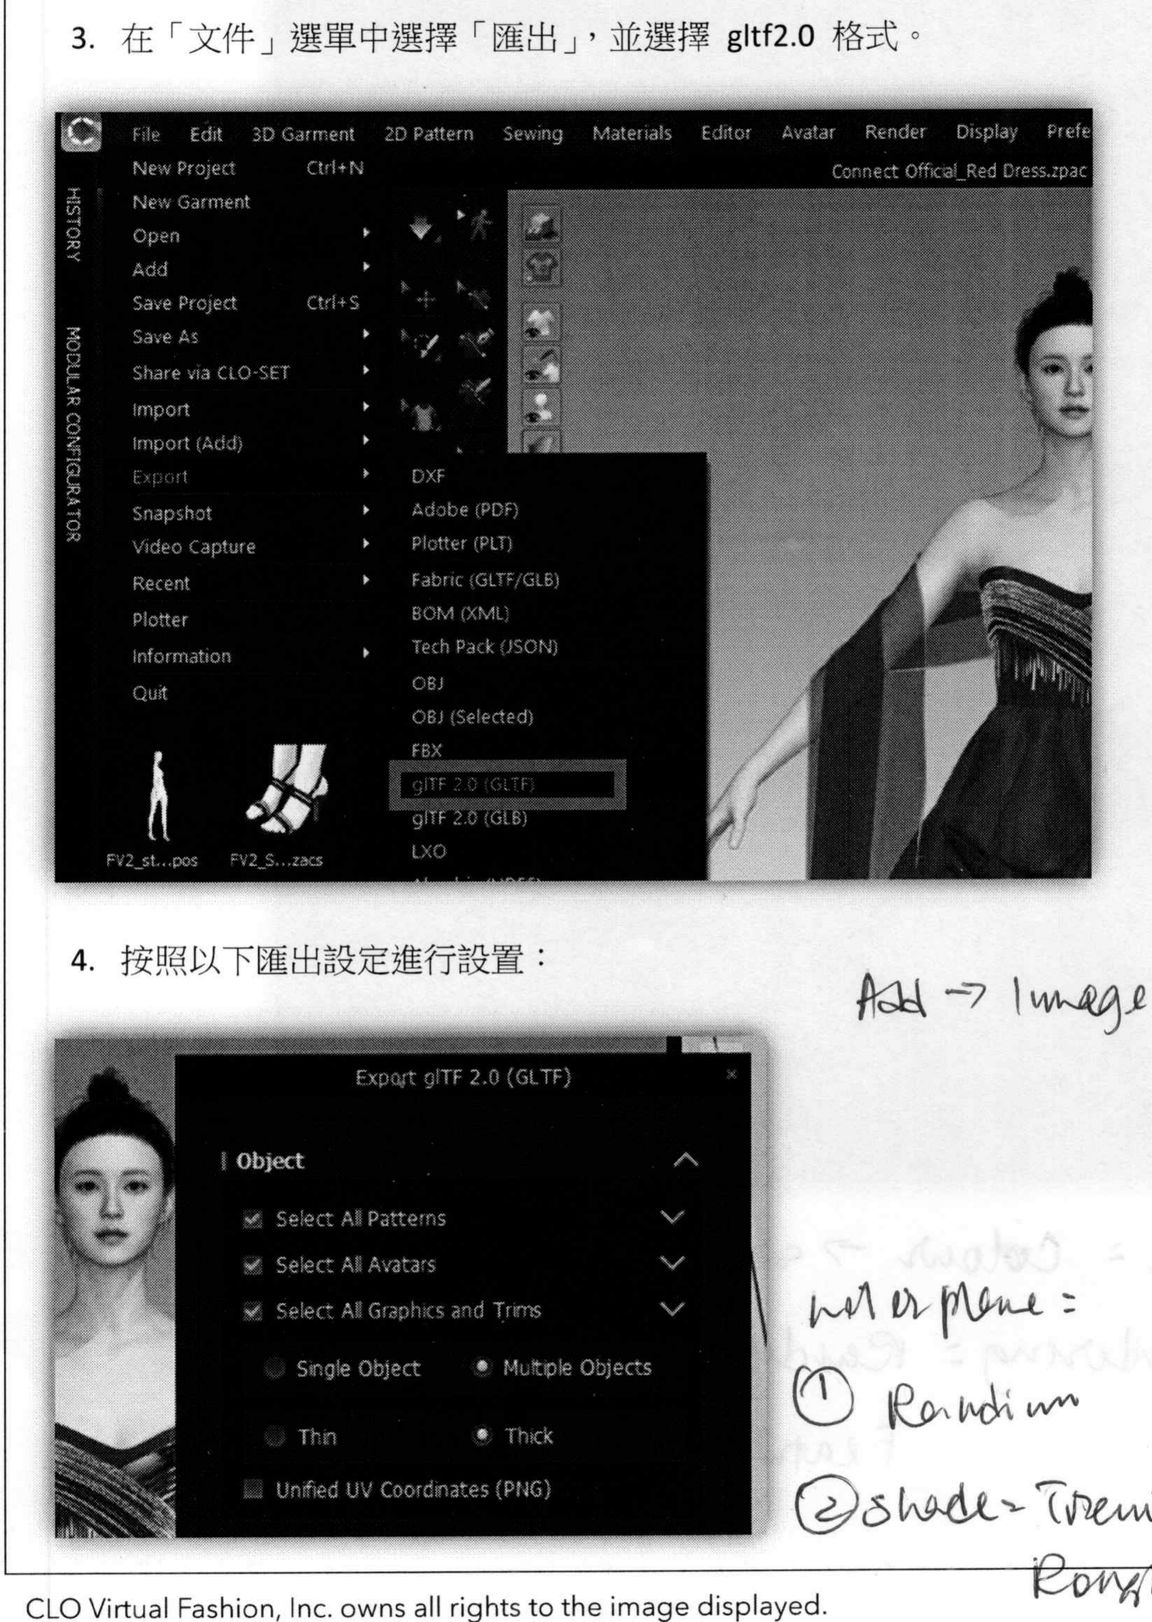 3. 在「文件」選單中選擇「匯出」，並選擇 gltf2.0 格式。
File Edit 3D Garment 2D Pattern Sewing Materials Editor Avatar Render Display Prefe
Connect Official_Red Dress.zpac
HISTORY
MODULAR CONFIGURATOR
New Project Ctrl+N
New Garment
Open
Add
Save Project Ctrl+S
Save As
Share via CLO-SET
Import
Import (Add)
Export
Snapshot
Video Capture
Recent
Plotter
Information
Quit
DXF
Adobe (PDF)
Plotter (PLT)
Fabric (GLTF/GLB)
BOM (XML)
Tech Pack (JSON)
OBJ
OBJ (Selected)
FBX
glTF 2.0 (GLTF)
glTF 2.0 (GLB)
LXO
FV2_st...pos FV2_S...zacs
4. 按照以下匯出設定進行設置：
Add → Image
Export glTF 2.0 (GLTF)
Object
Select All Patterns
Select All Avatars
Select All Graphics and Trims
Single Object Multiple Objects
Thin Thick
Unified UV Coordinates (PNG)
①
② shade =
CLO Virtual Fashion, Inc. owns all rights to the image displayed.